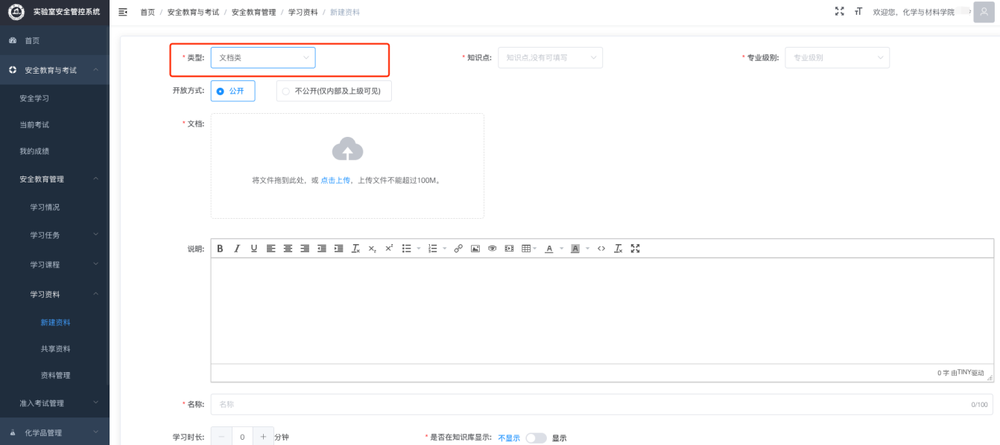 实验室安全管控系统
首页 / 安全教育与考试 / 安全教育管理 / 学习资料 / 新建资料
欢迎您, 化学与材料学院
首页
安全教育与考试
安全学习
当前考试
我的成绩
安全教育管理
学习情况
学习任务
学习课程
学习资料
新建资料
共享资料
资料管理
准入考试管理
化学品管理
* 类型: 文档类
* 知识点: 知识点,没有可填写
* 专业级别: 专业级别
开放方式: 公开 不公开(仅内部及上级可见)
* 文档:
将文件拖到此处, 或 点击上传, 上传文件不能超过100M。
说明:
0 字 由TINY驱动
* 名称: 名称 0/100
学习时长: − 0 + 分钟
* 是否在知识库显示: 不显示 显示